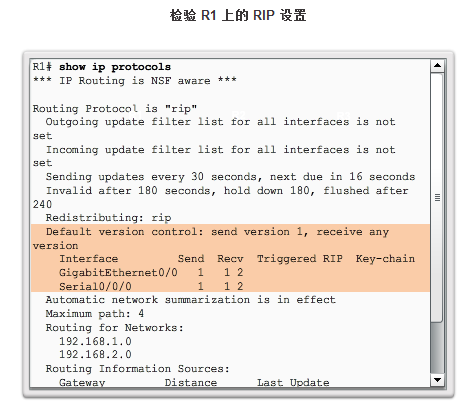 检验 R1 上的 RIP 设置
R1# show ip protocols
*** IP Routing is NSF aware ***
Routing Protocol is "rip"
Outgoing update filter list for all interfaces is not
set
Incoming update filter list for all interfaces is not
set
Sending updates every 30 seconds, next due in 16 seconds
Invalid after 180 seconds, hold down 180, flushed after
240
Redistributing: rip
Default version control: send version 1, receive any
version
Interface Send Recv Triggered RIP Key-chain
GigabitEthernet0/0 1 1 2
Serial0/0/0 1 1 2
Automatic network summarization is in effect
Maximum path: 4
Routing for Networks:
192.168.1.0
192.168.2.0
Routing Information Sources:
Gateway Distance Last Update